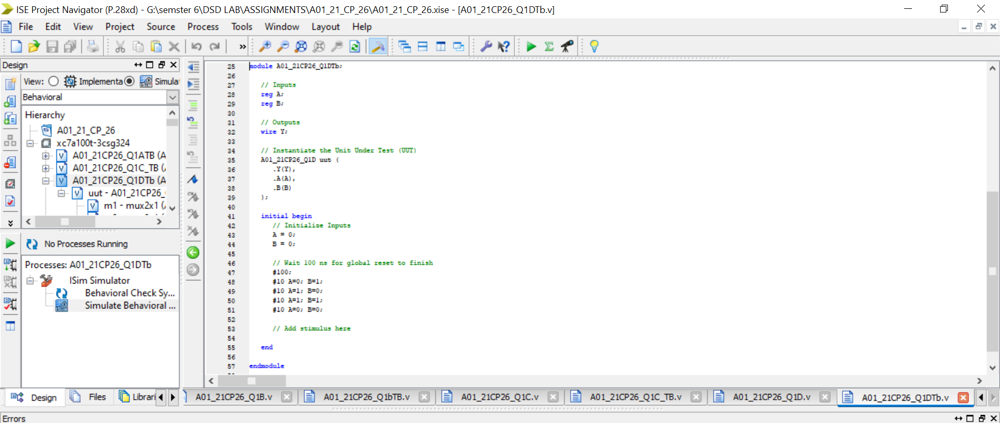 ISE Project Navigator (P.28xd) - G:\semster 6\DSD LAB\ASSIGNMENTS\A01_21_CP_26\A01_21_CP_26.xise - [A01_21CP26_Q1DTb.v]
File Edit View Project Source Process Tools Window Layout Help
Design
View: Implementa Simula
Behavioral
Hierarchy
A01_21_CP_26
xc7a100t-3csg324
A01_21CP26_Q1ATB (A
A01_21CP26_Q1C_TB (
A01_21CP26_Q1DTb (A
uut - A01_21CP26_
m1 - mux2x1 (
No Processes Running
Processes: A01_21CP26_Q1DTb
ISim Simulator
Behavioral Check Sy...
Simulate Behavioral ...
Design Files Librari
25 module A01_21CP26_Q1DTb;
26
27 // Inputs
28 reg A;
29 reg B;
30
31 // Outputs
32 wire Y;
33
34 // Instantiate the Unit Under Test (UUT)
35 A01_21CP26_Q1D uut (
36 .Y(Y),
37 .A(A),
38 .B(B)
39 );
40
41 initial begin
42 // Initialize Inputs
43 A = 0;
44 B = 0;
45
46 // Wait 100 ns for global reset to finish
47 #100;
48 #10 A=0; B=1;
49 #10 A=1; B=0;
50 #10 A=1; B=1;
51 #10 A=0; B=0;
52
53 // Add stimulus here
54
55 end
56
57 endmodule
A01_21CP26_Q1B.v A01_21CP26_Q1bTB.v A01_21CP26_Q1C.v A01_21CP26_Q1C_TB.v A01_21CP26_Q1D.v A01_21CP26_Q1DTb.v
Errors